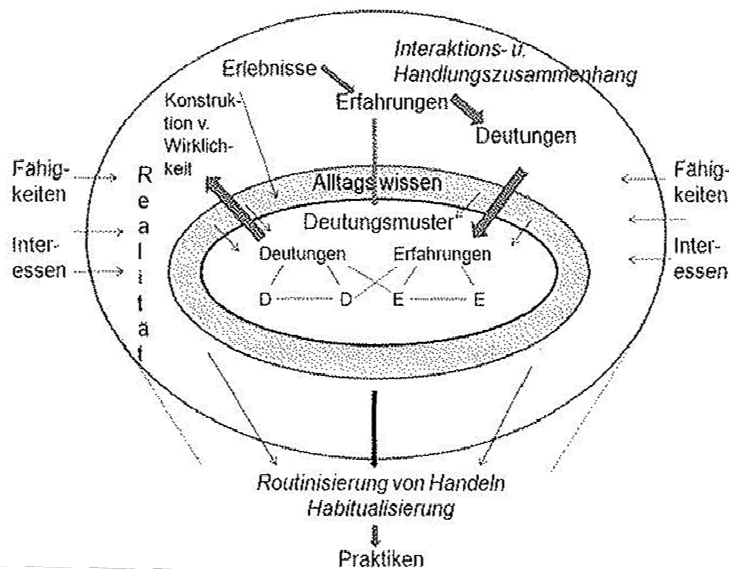 Interaktions- u.
Handlungszusammenhang
Erlebnisse
Erfahrungen
Deutungen
Konstruk-
tion v.
Wirklich-
keit
Fähig-
keiten
Inter-
essen
Realität
Alltagswissen
Deutungsmuster
Deutungen Erfahrungen
D D E E
Fähig-
keiten
Inter-
essen
Routinisierung von Handeln
Habitualisierung
Praktiken